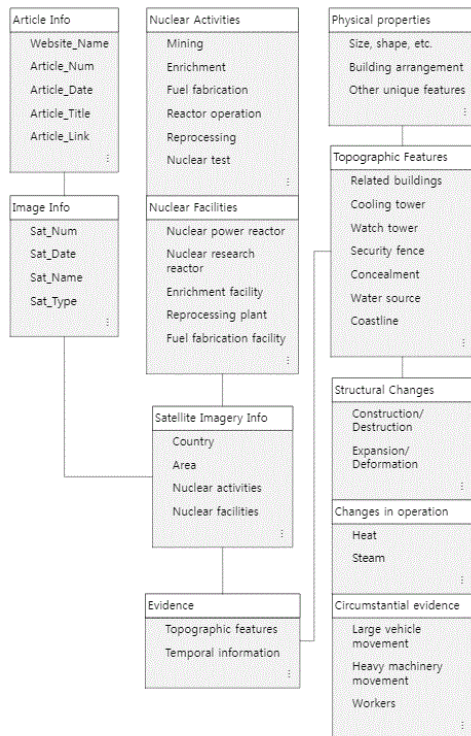 Article Info
Website_Name
Article_Num
Article_Date
Article_Title
Article_Link
⋮
Image Info
Sat_Num
Sat_Date
Sat_Name
Sat_Type
⋮
Nuclear Activities
Mining
Enrichment
Fuel fabrication
Reactor operation
Reprocessing
Nuclear test
⋮
Nuclear Facilities
Nuclear power reactor
Nuclear research
reactor
Enrichment facility
Reprocessing plant
Fuel fabrication facility
⋮
Satellite Imagery Info
Country
Area
Nuclear activities
Nuclear facilities
⋮
Evidence
Topographic features
Temporal information
⋮
Physical properties
Size, shape, etc.
Building arrangement
Other unique features
⋮
Topographic Features
Related buildings
Cooling tower
Watch tower
Security fence
Concealment
Water source
Coastline
⋮
Structural Changes
Construction/
Destruction
Expansion/
Deformation
⋮
Changes in operation
Heat
Steam
⋮
Circumstantial evidence
Large vehicle
movement
Heavy machinery
movement
Workers
⋮